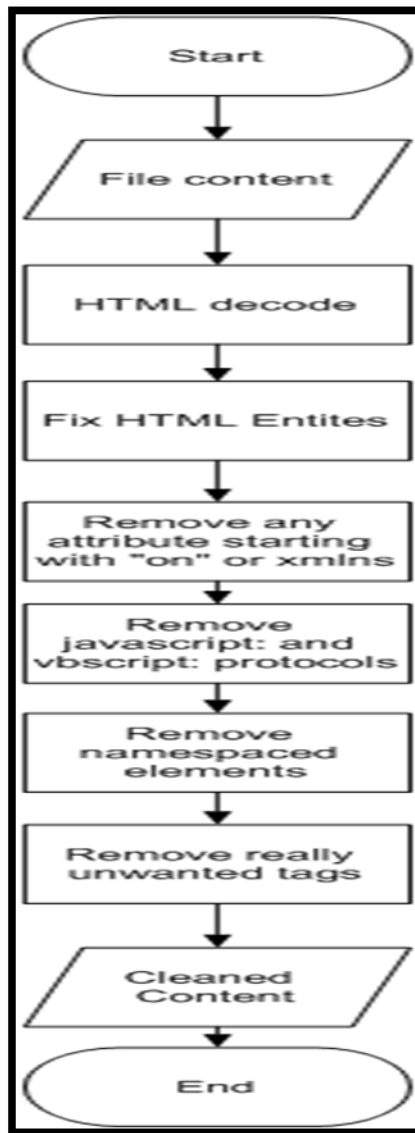 Start
File content
HTML decode
Fix HTML Entites
Remove any
attribute starting
with "on" or xmlns
Remove
javascript: and
vbscript: protocols
Remove
namespaced
elements
Remove really
unwanted tags
Cleaned
Content
End